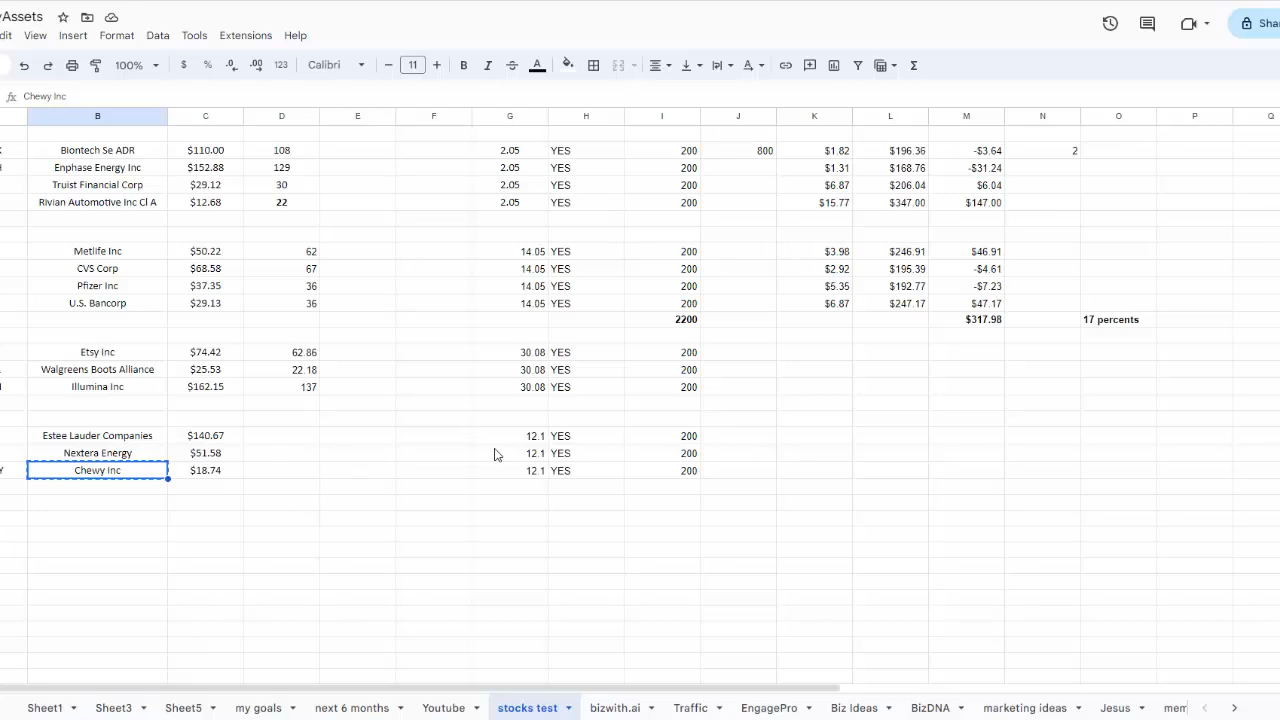 yAssets
dit View Insert Format Data Tools Extensions Help
Shar
100% $ % .0 .00 123 Calibri 11 B I A
fx Chewy Inc
B C D E F G H I J K L M N O P Q
Biontech Se ADR $110.00 108 2.05 YES 200 800 $1.82 $196.36 -$3.64 2
Enphase Energy Inc $152.88 129 2.05 YES 200 $1.31 $168.76 -$31.24
Truist Financial Corp $29.12 30 2.05 YES 200 $6.87 $206.04 $6.04
Rivian Automotive Inc Cl A $12.68 22 2.05 YES 200 $15.77 $347.00 $147.00
Metlife Inc $50.22 62 14.05 YES 200 $3.98 $246.91 $46.91
CVS Corp $68.58 67 14.05 YES 200 $2.92 $195.39 -$4.61
Pfizer Inc $37.35 36 14.05 YES 200 $5.35 $192.77 -$7.23
U.S. Bancorp $29.13 36 14.05 YES 200 $6.87 $247.17 $47.17
2200 $317.98 17 percents
Etsy Inc $74.42 62.86 30.08 YES 200
Walgreens Boots Alliance $25.53 22.18 30.08 YES 200
Illumina Inc $162.15 137 30.08 YES 200
Estee Lauder Companies $140.67 12.1 YES 200
Nextera Energy $51.58 12.1 YES 200
Y Chewy Inc $18.74 12.1 YES 200
Sheet1 Sheet3 Sheet5 my goals next 6 months Youtube stocks test bizwith.ai Traffic EngagePro Biz Ideas BizDNA marketing ideas Jesus mem